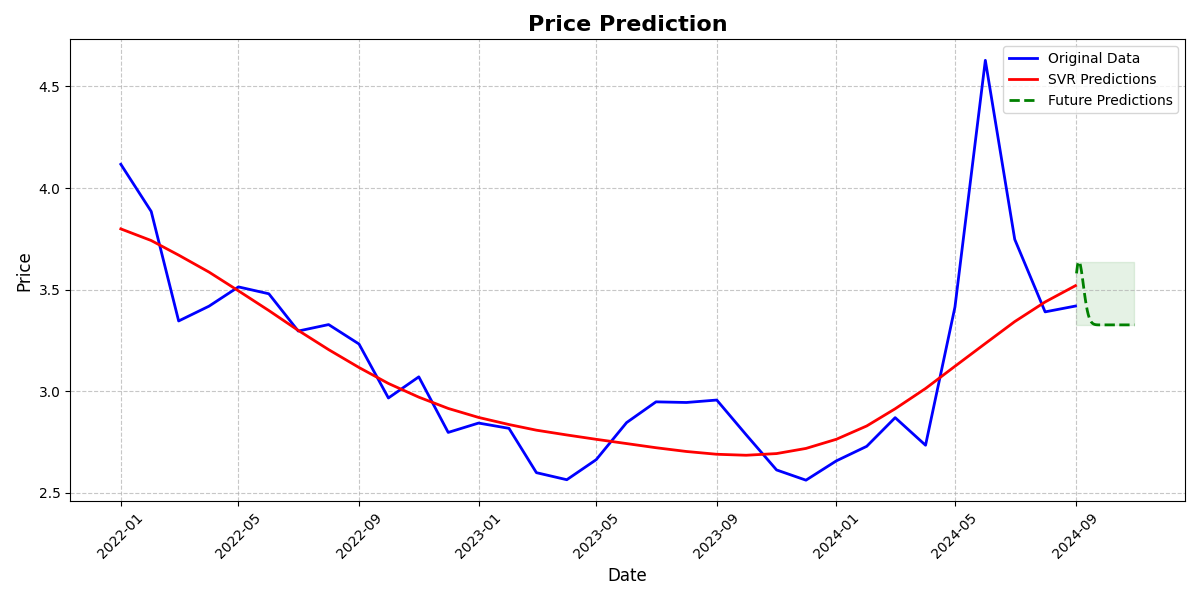 Price Prediction
Original Data
SVR Predictions
Future Predictions
Price
4.5
4.0
3.5
3.0
2.5
2022-01
2022-05
2022-09
2023-01
2023-05
2023-09
2024-01
2024-05
2024-09
Date